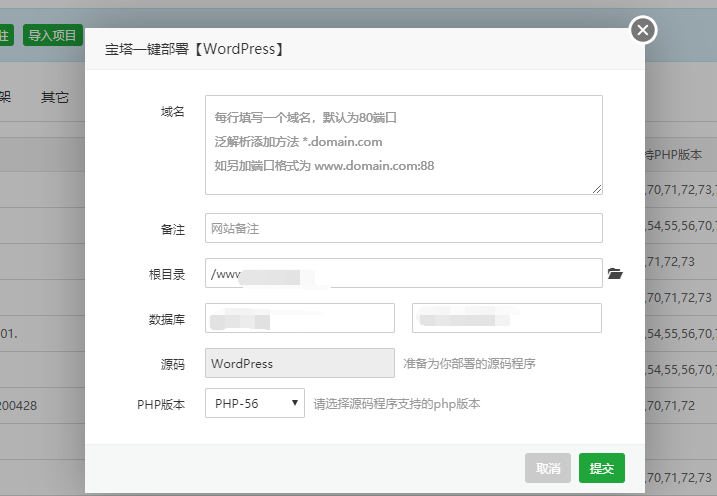 导入项目
宝塔一键部署【WordPress】
其它
域名
每行填写一个域名，默认为80端口
泛解析添加方法 *.domain.com
如另加端口格式为 www.domain.com:88
持PHP版本
,70,71,72,73,
备注
网站备注
,54,55,56,70,7
根目录
/www
,71,72,73
,70,71,72,73
数据库
01.
,54,55,56,70,7
源码
WordPress
准备为你部署的源码程序
,54,55,56,70,7
PHP版本
PHP-56
请选择源码程序支持的php版本
200428
,70,71,72
取消
提交
,70,71,72,73